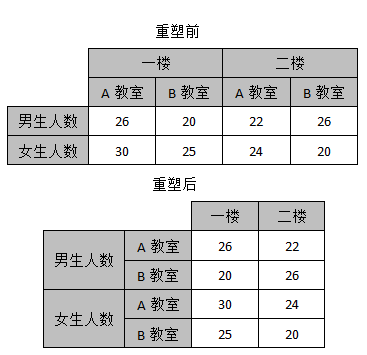 重塑前
一楼 二楼
A 教室 B 教室 A 教室 B 教室
男生人数 26 20 22 26
女生人数 30 25 24 20
重塑后
一楼 二楼
男生人数 A 教室 26 22
B 教室 20 26
女生人数 A 教室 30 24
B 教室 25 20